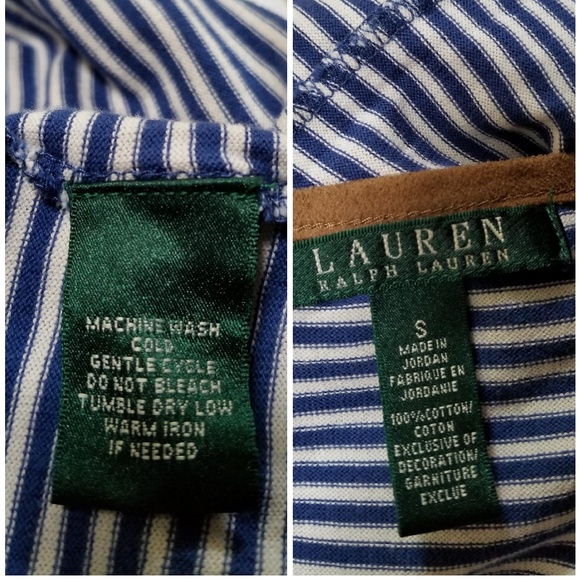 MACHINE WASH
COLD
GENTLE CYCLE
DO NOT BLEACH
TUMBLE DRY LOW
WARM IRON
IF NEEDED
LAUREN
RALPH LAUREN
S
MADE IN
JORDAN
FABRIQUE EN
JORDANIE
100%COTTON/
COTON
EXCLUSIVE OF
DECORATION/
GARNITURE
EXCLUE